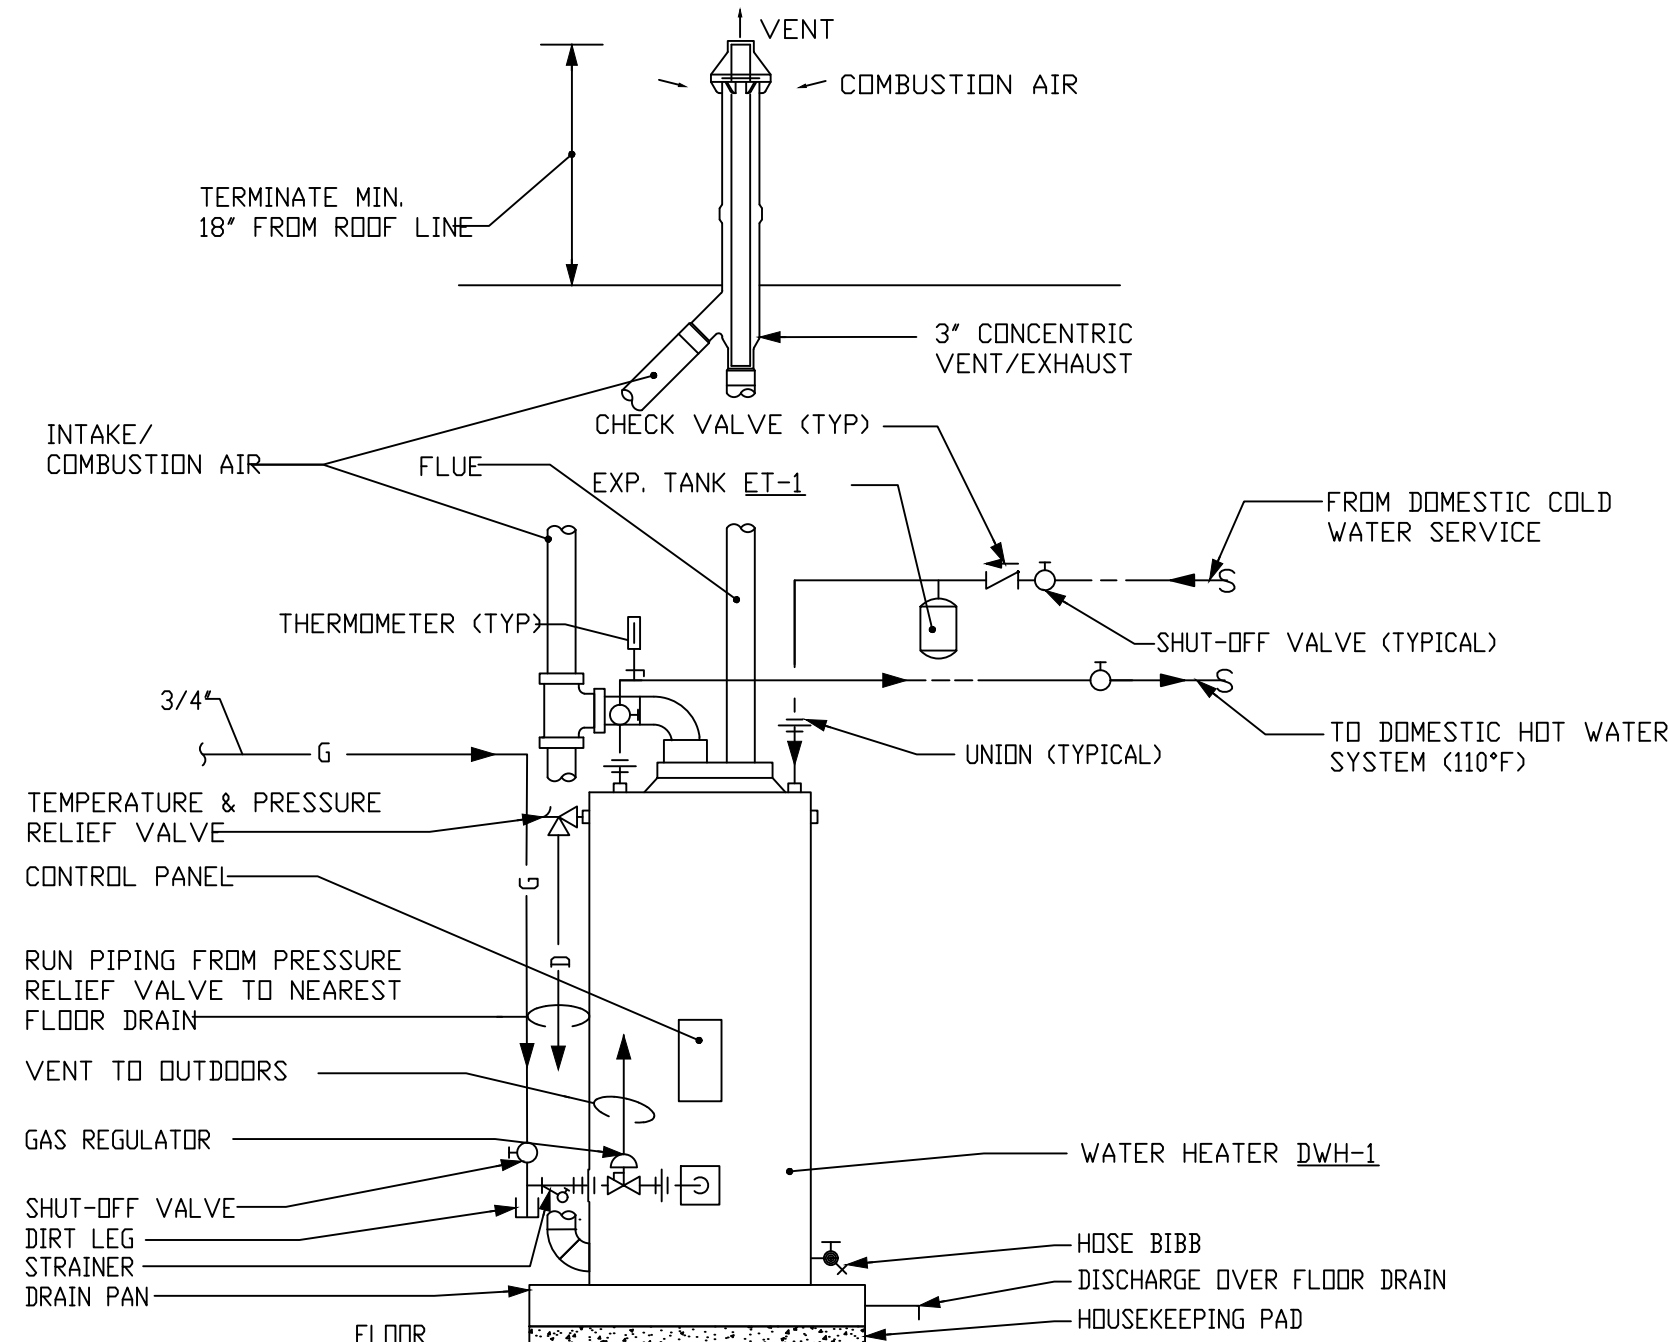 VENT
COMBUSTION AIR
TERMINATE MIN.
18" FROM ROOF LINE
3" CONCENTRIC
VENT/EXHAUST
CHECK VALVE (TYP)
INTAKE/
COMBUSTION AIR
FLUE
EXP. TANK ET-1
FROM DOMESTIC COLD
WATER SERVICE
THERMOMETER (TYP)
SHUT-OFF VALVE (TYPICAL)
3/4"
G
UNION (TYPICAL)
TO DOMESTIC HOT WATER
SYSTEM (110°F)
TEMPERATURE & PRESSURE
RELIEF VALVE
CONTROL PANEL
G
D
RUN PIPING FROM PRESSURE
RELIEF VALVE TO NEAREST
FLOOR DRAIN
VENT TO OUTDOORS
GAS REGULATOR
WATER HEATER DWH-1
SHUT-OFF VALVE
DIRT LEG
STRAINER
DRAIN PAN
HOSE BIBB
DISCHARGE OVER FLOOR DRAIN
HOUSEKEEPING PAD
FLOOR